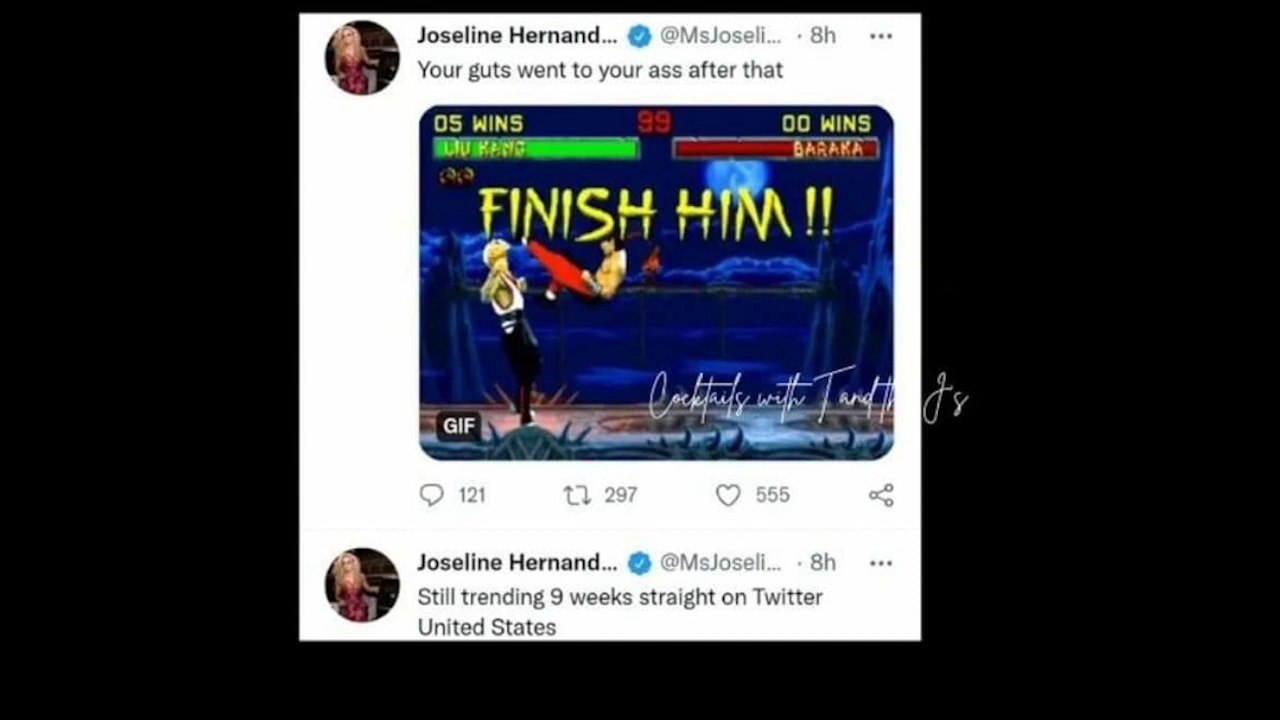 Joseline Hernand... @MsJoseli... · 8h ...
Your guts went to your ass after that
05 WINS 99 00 WINS
LIU KANG BARAKA
FINISH HIM !!
Cocktails with T and th J's
GIF
121 297 555
Joseline Hernand... @MsJoseli... · 8h ...
Still trending 9 weeks straight on Twitter
United States